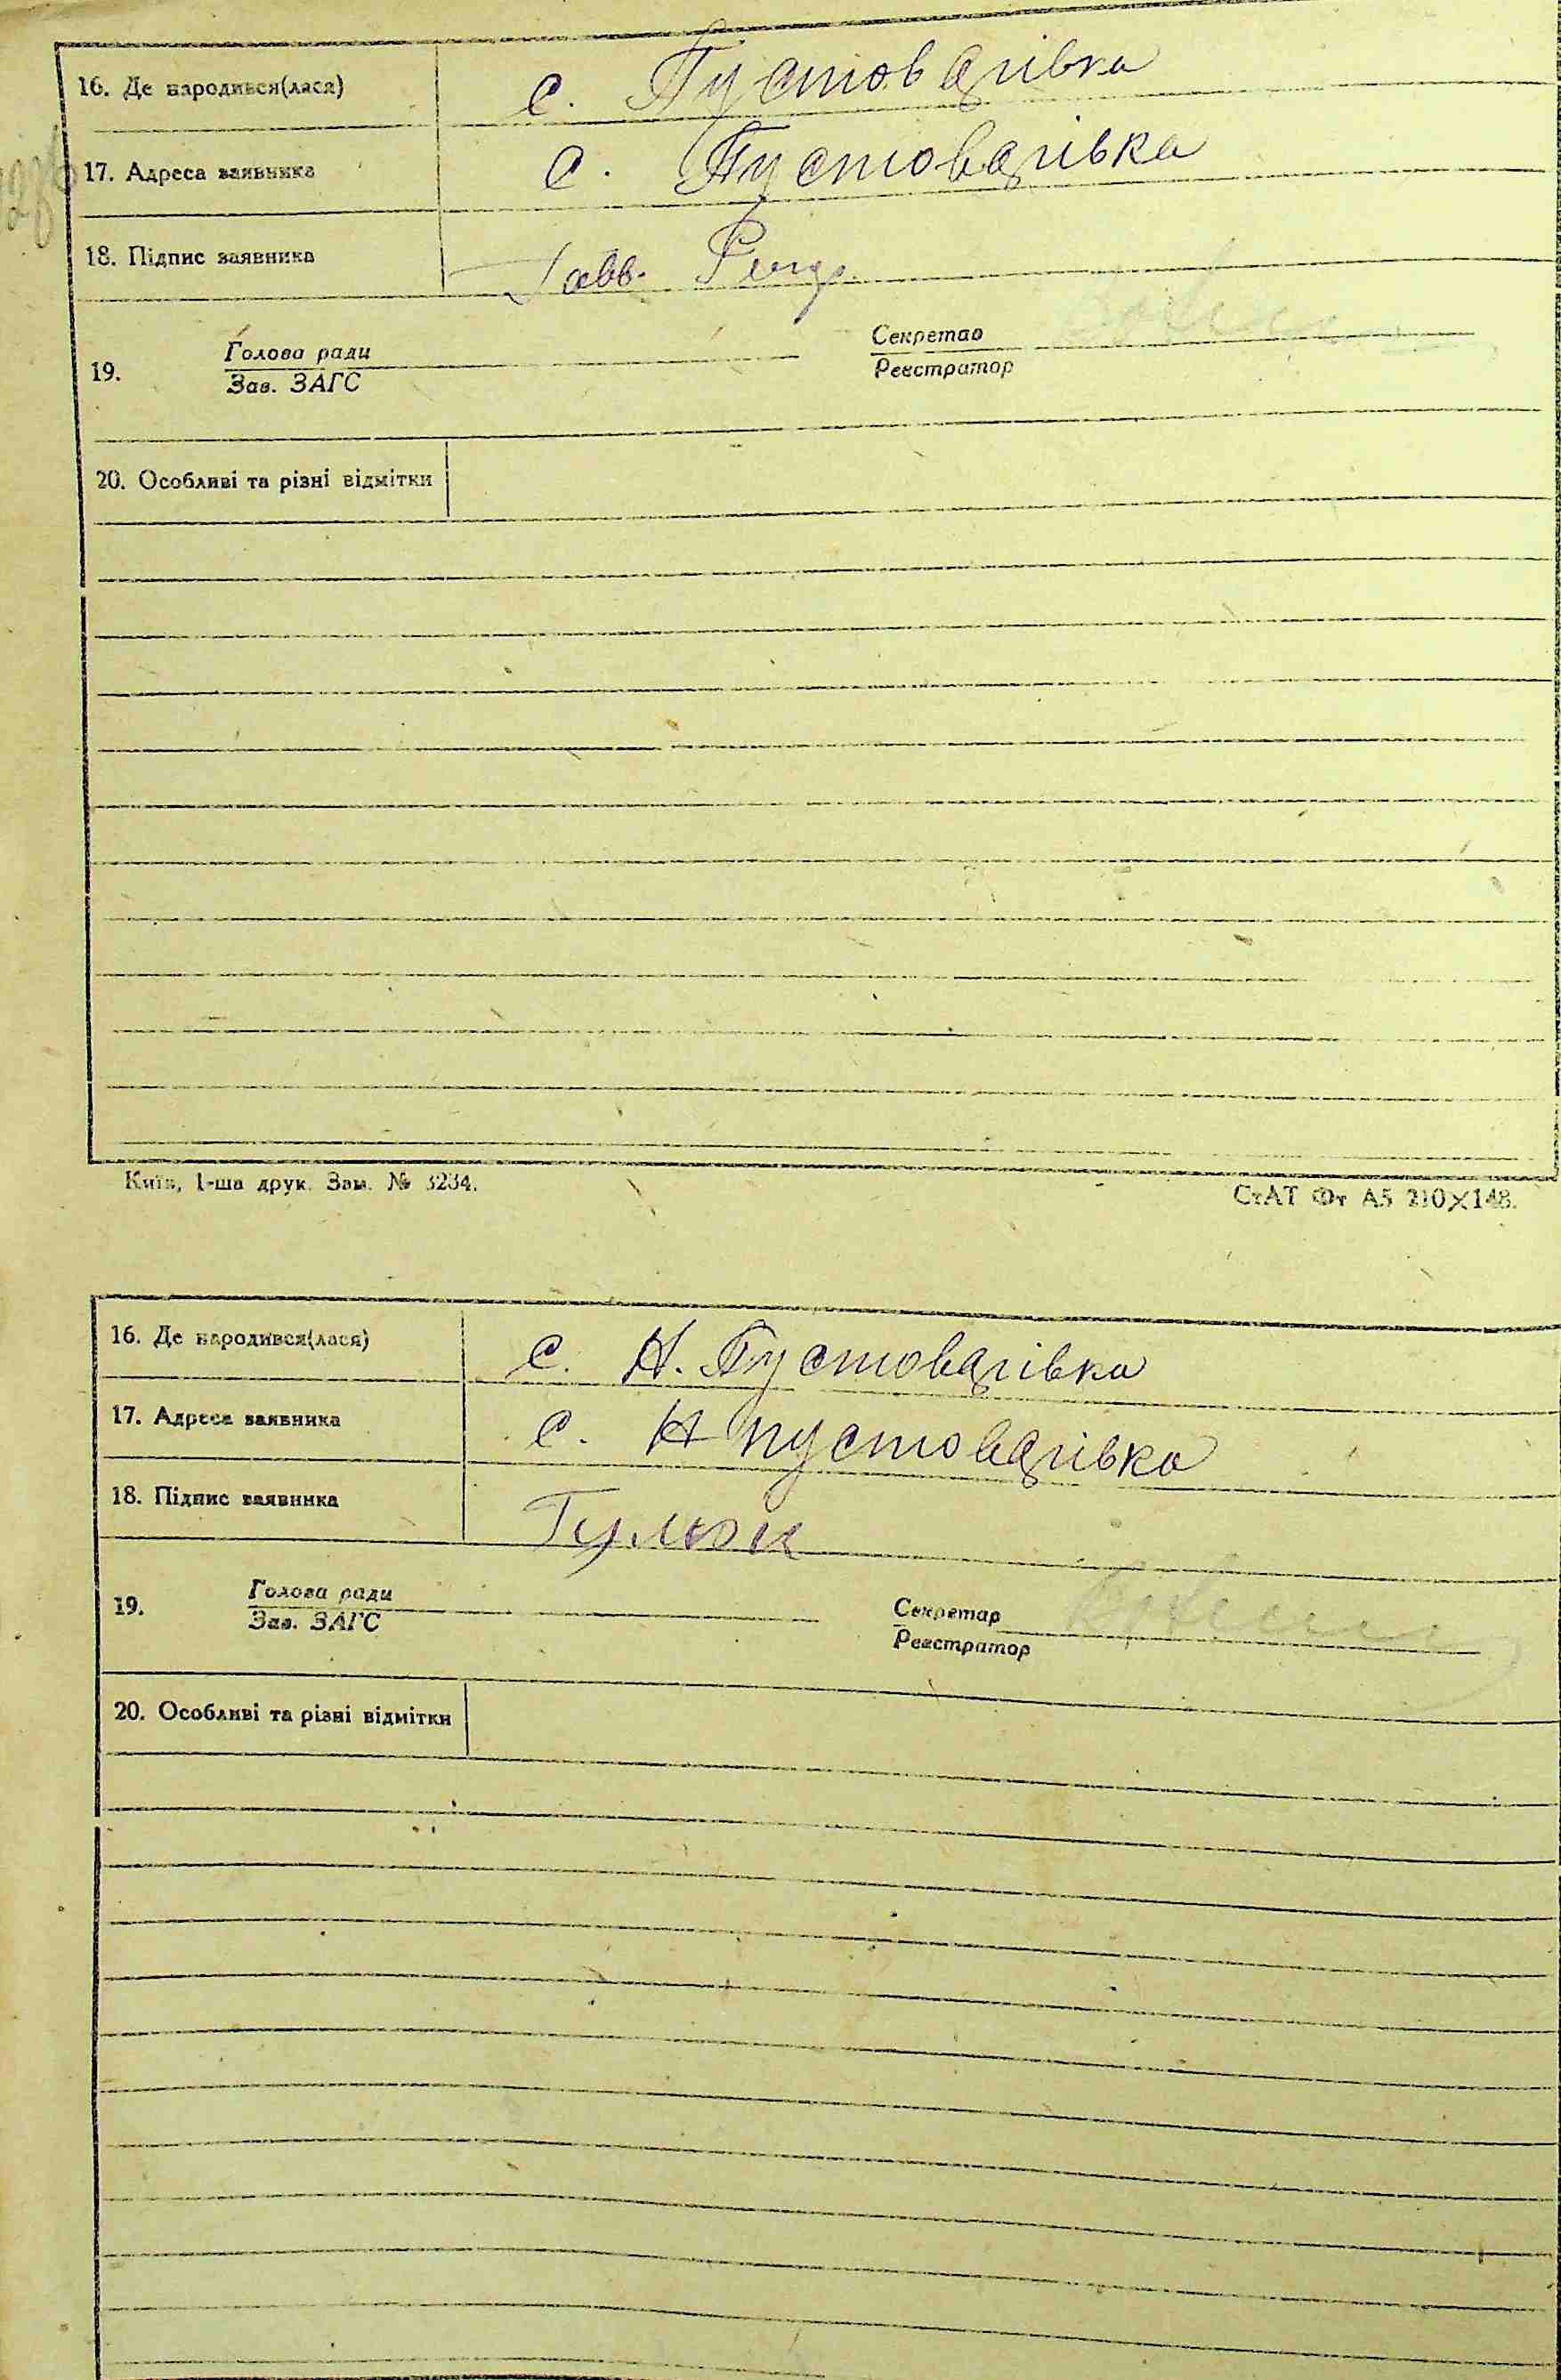 16. Де народився(лася) с. Пустоварівка
17. Адреса заявника с. Пустоварівка
18. Підпис заявника
19. Голова ради Секретар
Зав. ЗАГС Реєстратор
20. Особливі та різні відмітки
Київ, 1-ша друк. Зам. № 3234. СтАТ Фт А5 210×148.
16. Де народився(лася) с. Н. Пустоварівка
17. Адреса заявника с. Н пустоварівка
18. Підпис заявника Гулюк
19. Голова ради Секретар
Зав. ЗАГС Реєстратор
20. Особливі та різні відмітки